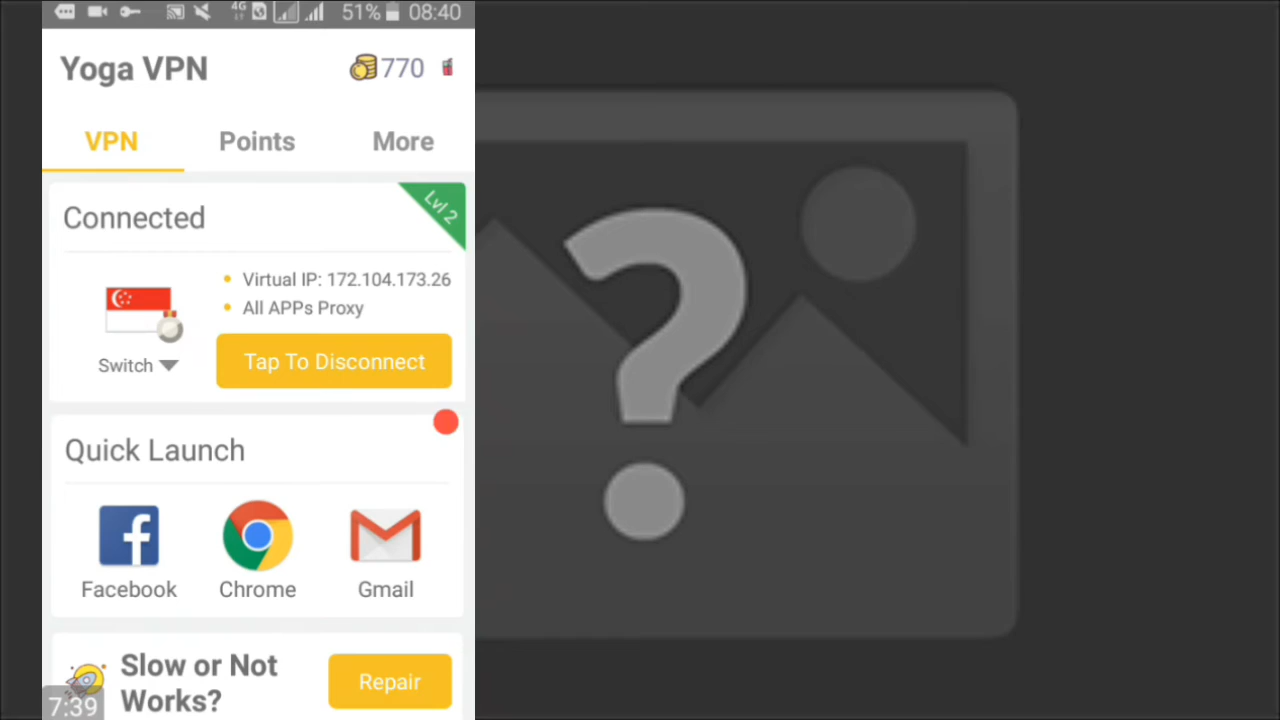 4G 51% 08:40
Yoga VPN 770
VPN Points More
Lvl 2
Connected
Virtual IP: 172.104.173.26
All APPs Proxy
Switch Tap To Disconnect
Quick Launch
Facebook Chrome Gmail
Slow or Not
Works?
Repair
7:39
?